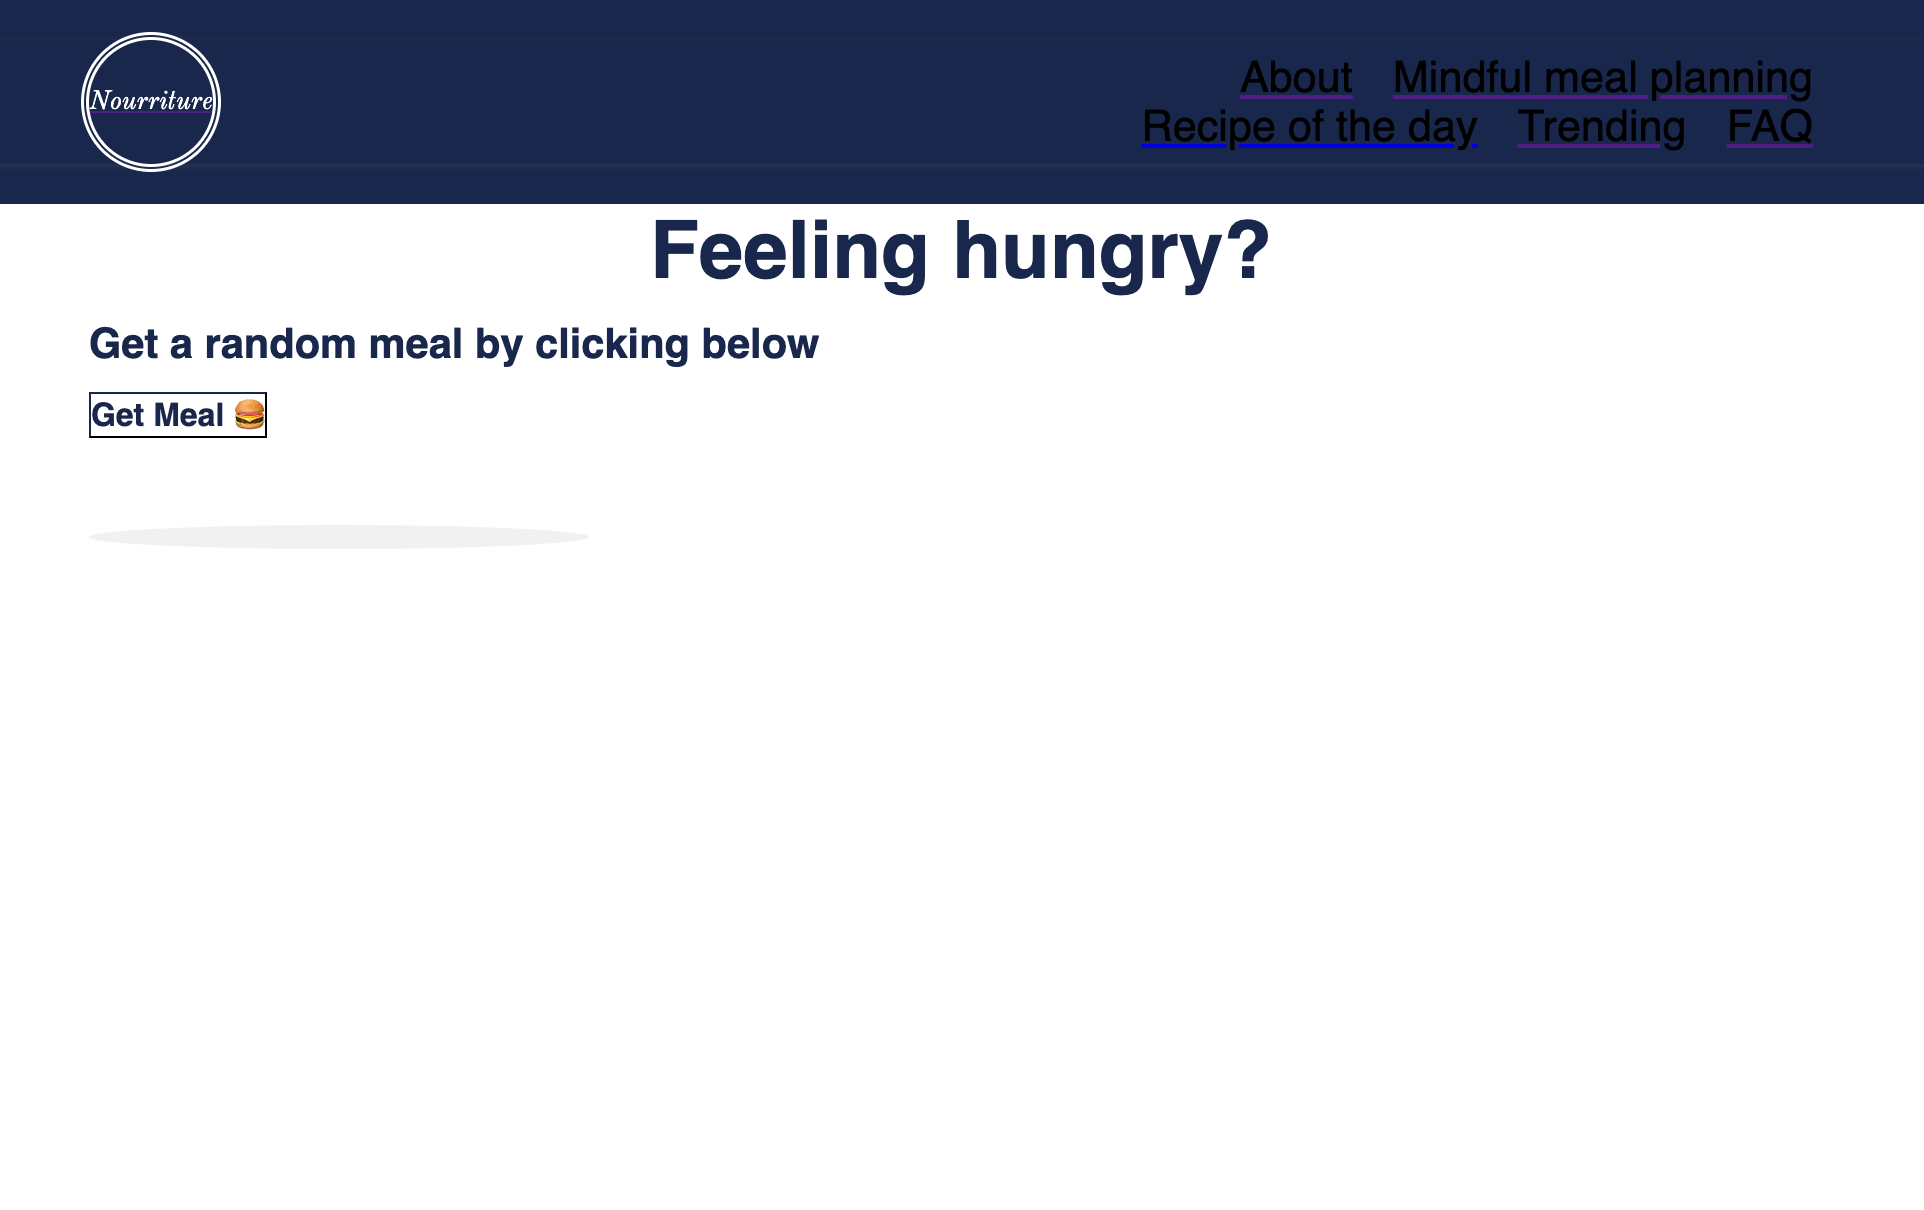 Nourriture
About Mindful meal planning
Recipe of the day Trending FAQ
Feeling hungry?
Get a random meal by clicking below
Get Meal 🍔